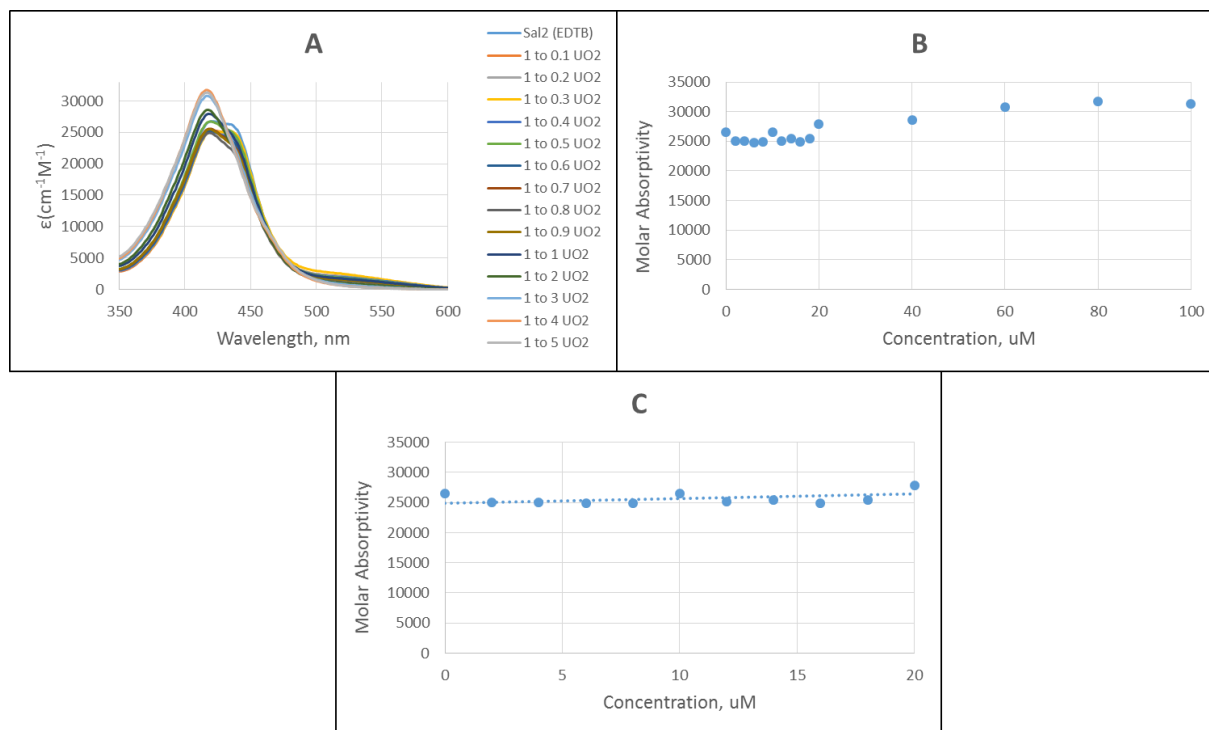 A
ε(cm-1M-1)
30000
25000
20000
15000
10000
5000
0
350 400 450 500 550 600
Wavelength, nm
Sal2 (EDTB)
1 to 0.1 UO2
1 to 0.2 UO2
1 to 0.3 UO2
1 to 0.4 UO2
1 to 0.5 UO2
1 to 0.6 UO2
1 to 0.7 UO2
1 to 0.8 UO2
1 to 0.9 UO2
1 to 1 UO2
1 to 2 UO2
1 to 3 UO2
1 to 4 UO2
1 to 5 UO2
B
Molar Absorptivity
35000
30000
25000
20000
15000
10000
5000
0
0 20 40 60 80 100
Concentration, uM
C
Molar Absorptivity
35000
30000
25000
20000
15000
10000
5000
0
0 5 10 15 20
Concentration, uM